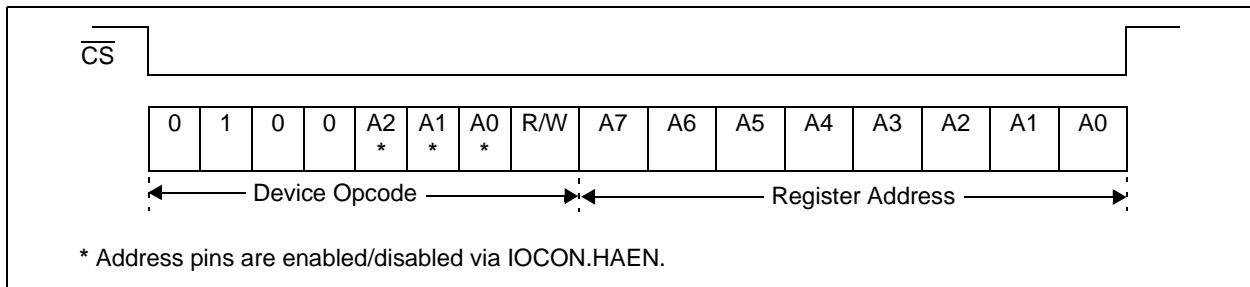 CS
0 1 0 0 A2 A1 A0 R/W A7 A6 A5 A4 A3 A2 A1 A0
* * *
Device Opcode Register Address
* Address pins are enabled/disabled via IOCON.HAEN.